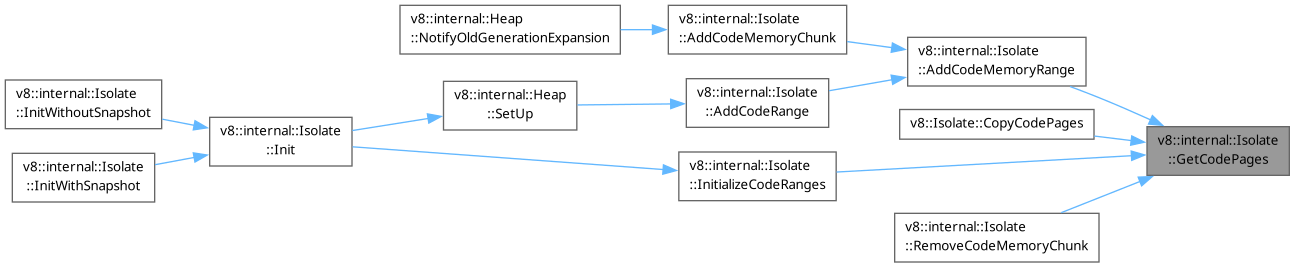 v8::internal::Heap
::NotifyOldGenerationExpansion
v8::internal::Isolate
::AddCodeMemoryChunk
v8::internal::Isolate
::AddCodeMemoryRange
v8::internal::Isolate
::InitWithoutSnapshot
v8::internal::Heap
::SetUp
v8::internal::Isolate
::AddCodeRange
v8::Isolate::CopyCodePages
v8::internal::Isolate
::Init
v8::internal::Isolate
::GetCodePages
v8::internal::Isolate
::InitWithSnapshot
v8::internal::Isolate
::InitializeCodeRanges
v8::internal::Isolate
::RemoveCodeMemoryChunk